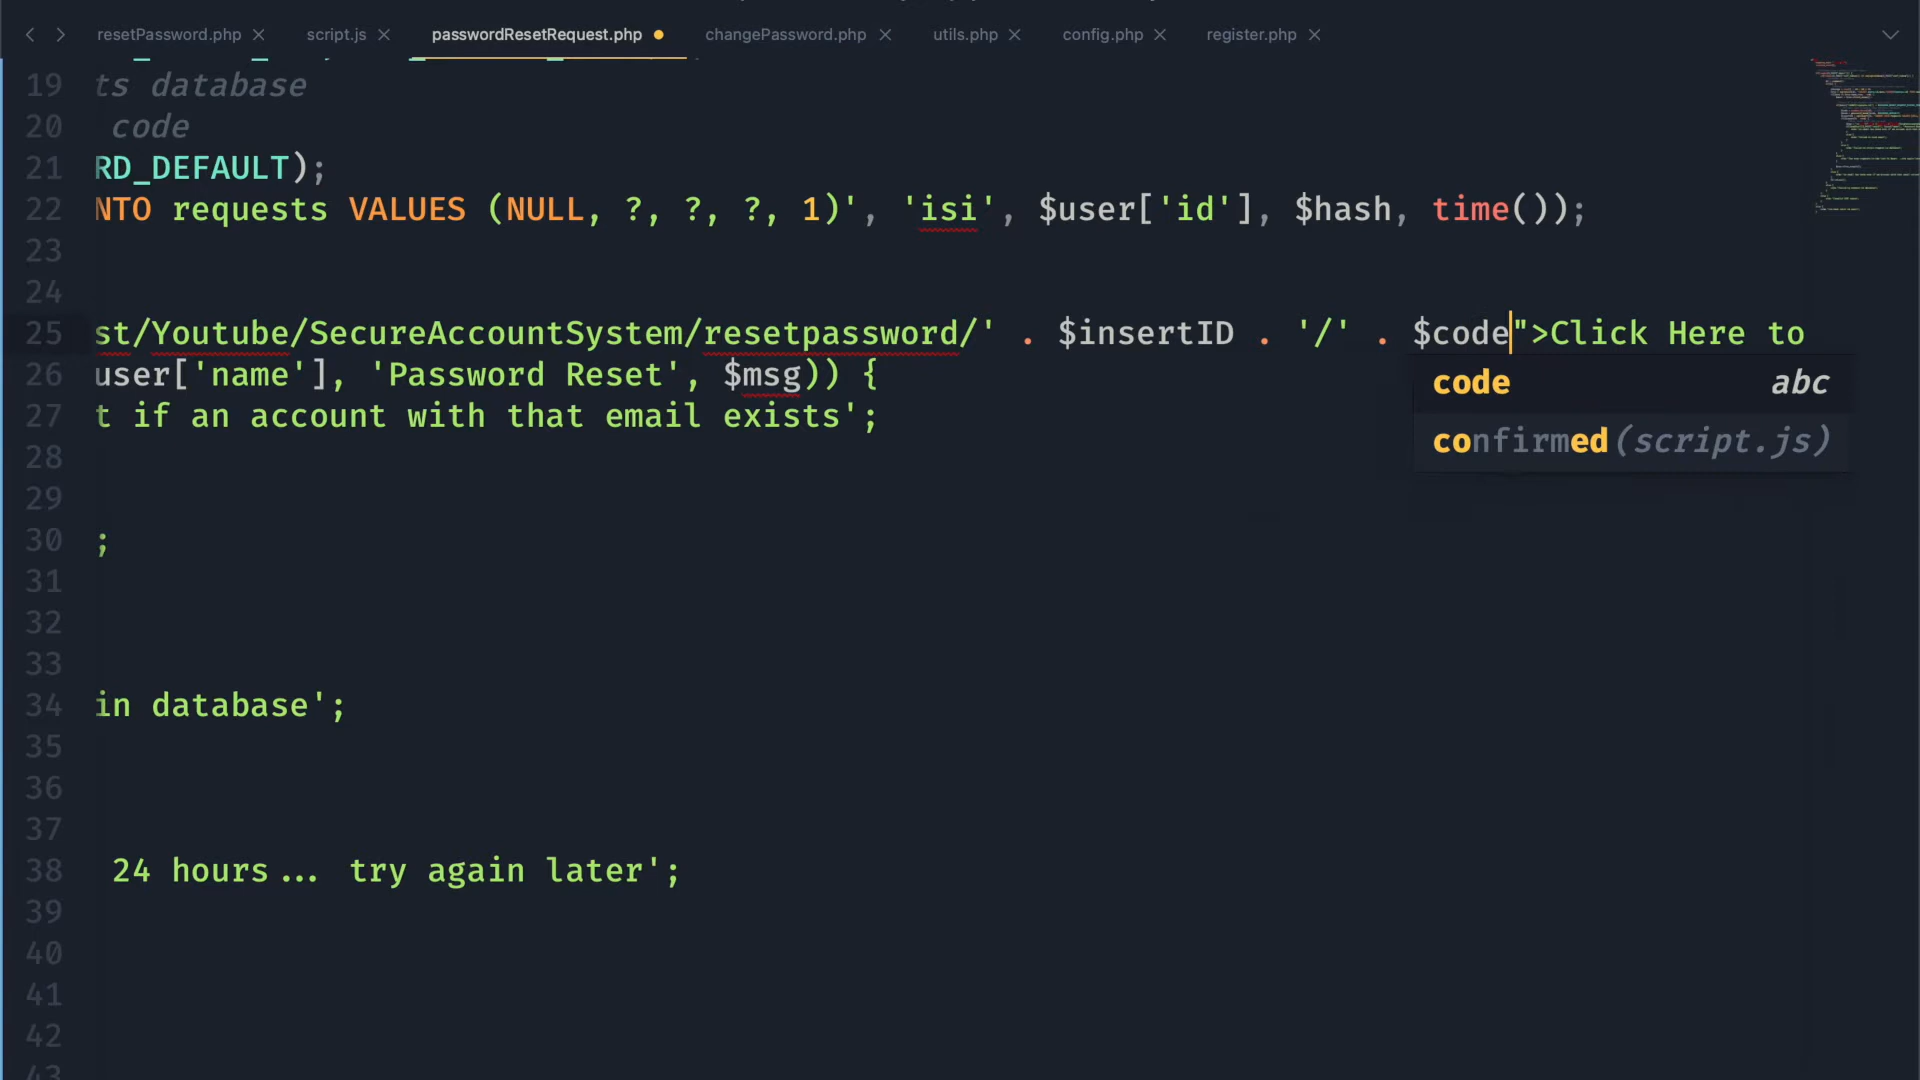 resetPassword.php script.js passwordResetRequest.php changePassword.php utils.php config.php register.php
19 ts database
20 code
21 RD_DEFAULT);
22 NTO requests VALUES (NULL, ?, ?, ?, 1)', 'isi', $user['id'], $hash, time());
23
24
25 st/Youtube/SecureAccountSystem/resetpassword/' . $insertID . '/' . $code">Click Here to
26 user['name'], 'Password Reset', $msg)) {
code abc
27 t if an account with that email exists';
confirmed(script.js)
28
29
30 ;
31
32
33
34 in database';
35
36
37
38 24 hours... try again later';
39
40
41
42
43